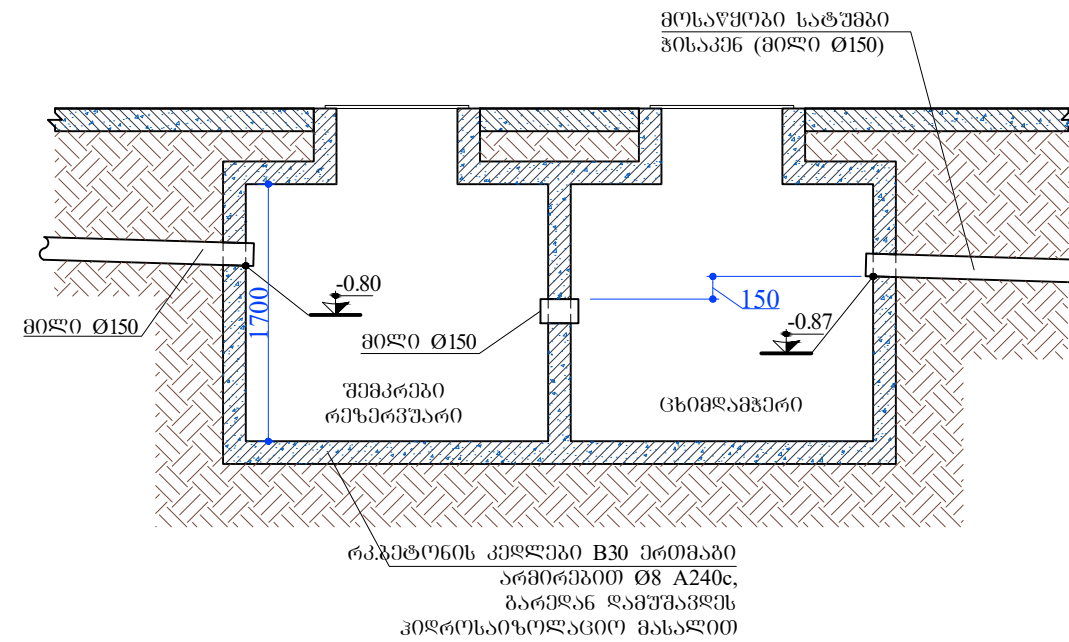 მოსაწყობი სატუმბი
ჭისაკენ (მილი Ø150)
-0.80
150
1700
-0.87
მილი Ø150
მილი Ø150
შემკრები
რეზერვუარი
ცხიმდამჭერი
რკ.ბეტონის კედლები B30 ერთმაგი
არმირებით Ø8 A240c,
გარედან დამუშავდეს
ჰიდროსაიზოლაციო მასალით